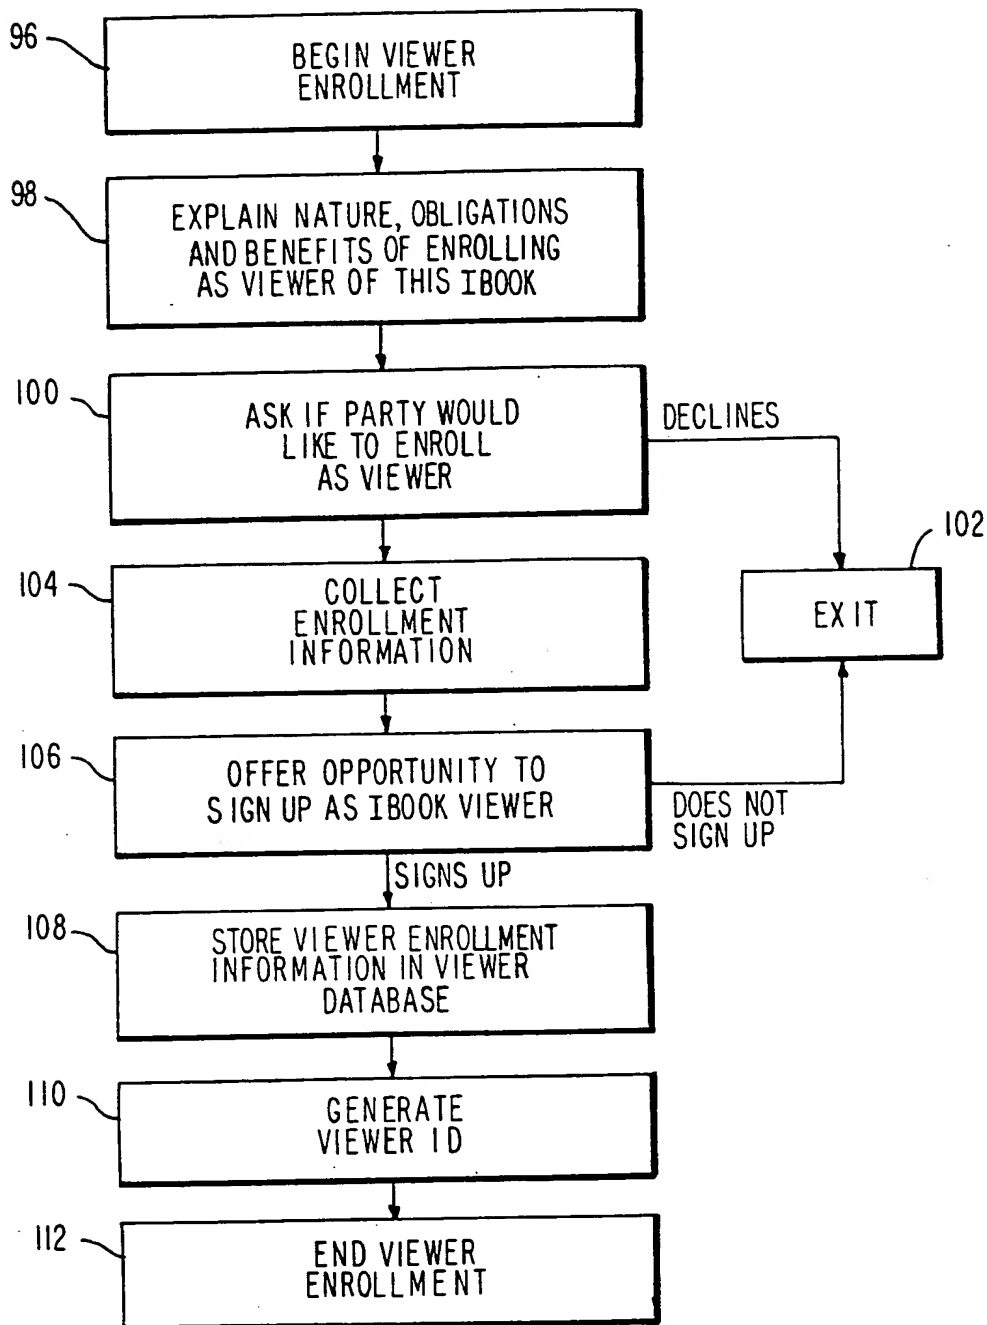 96
BEGIN VIEWER
ENROLLMENT
98
EXPLAIN NATURE, OBLIGATIONS
AND BENEFITS OF ENROLLING
AS VIEWER OF THIS IBOOK
100
ASK IF PARTY WOULD
LIKE TO ENROLL
AS VIEWER
DECLINES
102
EXIT
104
COLLECT
ENROLLMENT
INFORMATION
106
OFFER OPPORTUNITY TO
SIGN UP AS IBOOK VIEWER
DOES NOT
SIGN UP
SIGNS UP
108
STORE VIEWER ENROLLMENT
INFORMATION IN VIEWER
DATABASE
110
GENERATE
VIEWER ID
112
END VIEWER
ENROLLMENT